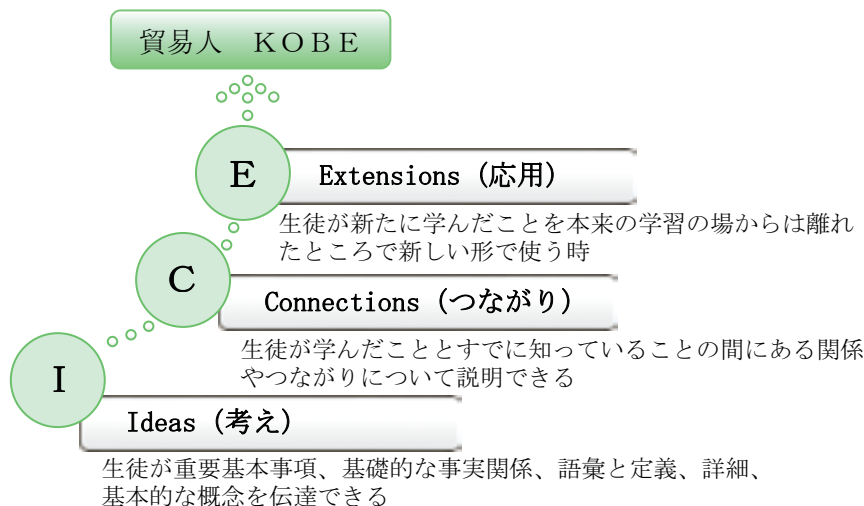 貿易人　ＫＯＢＥ
E
Extensions (応用)
生徒が新たに学んだことを本来の学習の場からは離れ
たところで新しい形で使う時
C
Connections (つながり)
生徒が学んだこととすでに知っていることの間にある関係
やつながりについて説明できる
I
Ideas (考え)
生徒が重要基本事項、基礎的な事実関係、語彙と定義、詳細、
基本的な概念を伝達できる